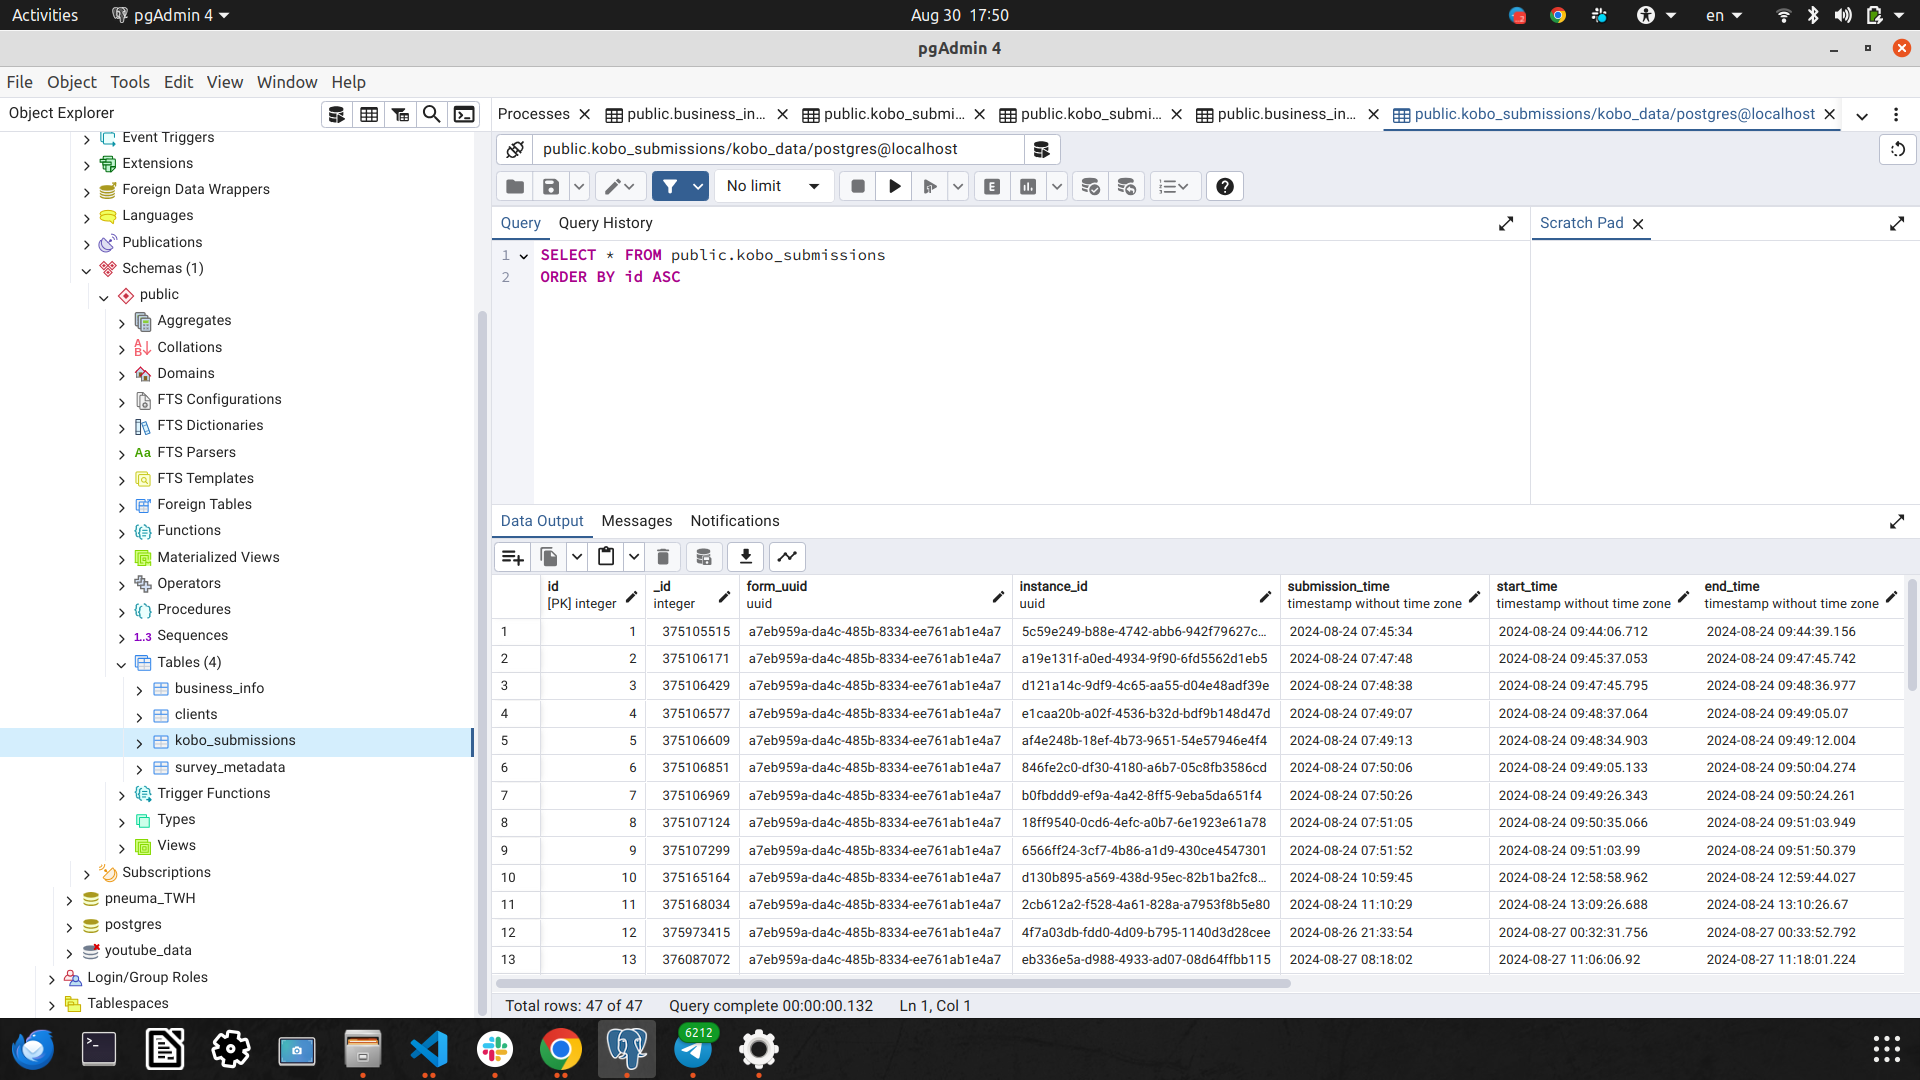 Activities
pgAdmin 4
Aug 30 17:50
2
en
pgAdmin 4
File Object Tools Edit View Window Help
Object Explorer
Event Triggers
Extensions
Foreign Data Wrappers
Languages
Publications
Schemas (1)
public
Aggregates
Collations
Domains
FTS Configurations
FTS Dictionaries
Aa FTS Parsers
FTS Templates
Foreign Tables
Functions
Materialized Views
Operators
Procedures
1..3 Sequences
Tables (4)
business_info
clients
kobo_submissions
survey_metadata
Trigger Functions
Types
Views
Subscriptions
pneuma_TWH
postgres
youtube_data
Login/Group Roles
Tablespaces
Processes public.business_in... public.kobo_submi... public.kobo_submi... public.business_in... public.kobo_submissions/kobo_data/postgres@localhost
public.kobo_submissions/kobo_data/postgres@localhost
No limit
E
Query Query History
Scratch Pad
1 SELECT * FROM public.kobo_submissions
2 ORDER BY id ASC
Data Output Messages Notifications
id _id form_uuid instance_id submission_time start_time end_time
[PK] integer integer uuid uuid timestamp without time zone timestamp without time zone timestamp without time zone
1 1 375105515 a7eb959a-da4c-485b-8334-ee761ab1e4a7 5c59e249-b88e-4742-abb6-942f79627c... 2024-08-24 07:45:34 2024-08-24 09:44:06.712 2024-08-24 09:44:39.156
2 2 375106171 a7eb959a-da4c-485b-8334-ee761ab1e4a7 a19e131f-a0ed-4934-9f90-6fd5562d1eb5 2024-08-24 07:47:48 2024-08-24 09:45:37.053 2024-08-24 09:47:45.742
3 3 375106429 a7eb959a-da4c-485b-8334-ee761ab1e4a7 d121a14c-9df9-4c65-aa55-d04e48adf39e 2024-08-24 07:48:38 2024-08-24 09:47:45.795 2024-08-24 09:48:36.977
4 4 375106577 a7eb959a-da4c-485b-8334-ee761ab1e4a7 e1caa20b-a02f-4536-b32d-bdf9b148d47d 2024-08-24 07:49:07 2024-08-24 09:48:37.064 2024-08-24 09:49:05.07
5 5 375106609 a7eb959a-da4c-485b-8334-ee761ab1e4a7 af4e248b-18ef-4b73-9651-54e57946e4f4 2024-08-24 07:49:13 2024-08-24 09:48:34.903 2024-08-24 09:49:12.004
6 6 375106851 a7eb959a-da4c-485b-8334-ee761ab1e4a7 846fe2c0-df30-4180-a6b7-05c8fb3586cd 2024-08-24 07:50:06 2024-08-24 09:49:05.133 2024-08-24 09:50:04.274
7 7 375106969 a7eb959a-da4c-485b-8334-ee761ab1e4a7 b0fbddd9-ef9a-4a42-8ff5-9eba5da651f4 2024-08-24 07:50:26 2024-08-24 09:49:26.343 2024-08-24 09:50:24.261
8 8 375107124 a7eb959a-da4c-485b-8334-ee761ab1e4a7 18ff9540-0cd6-4efc-a0b7-6e1923e61a78 2024-08-24 07:51:05 2024-08-24 09:50:35.066 2024-08-24 09:51:03.949
9 9 375107299 a7eb959a-da4c-485b-8334-ee761ab1e4a7 6566ff24-3cf7-4b86-a1d9-430ce4547301 2024-08-24 07:51:52 2024-08-24 09:51:03.99 2024-08-24 09:51:50.379
10 10 375165164 a7eb959a-da4c-485b-8334-ee761ab1e4a7 d130b895-a569-438d-95ec-82b1ba2fc8... 2024-08-24 10:59:45 2024-08-24 12:58:58.962 2024-08-24 12:59:44.027
11 11 375168034 a7eb959a-da4c-485b-8334-ee761ab1e4a7 2cb612a2-f528-4a61-828a-a7953f8b5e80 2024-08-24 11:10:29 2024-08-24 13:09:26.688 2024-08-24 13:10:26.67
12 12 375973415 a7eb959a-da4c-485b-8334-ee761ab1e4a7 4f7a03db-fdd0-4d09-b795-1140d3d28cee 2024-08-26 21:33:54 2024-08-27 00:32:31.756 2024-08-27 00:33:52.792
13 13 376087072 a7eb959a-da4c-485b-8334-ee761ab1e4a7 eb336e5a-d988-4933-ad07-08d64ffbb115 2024-08-27 08:18:02 2024-08-27 11:06:06.92 2024-08-27 11:18:01.224
Total rows: 47 of 47 Query complete 00:00:00.132 Ln 1, Col 1
6212